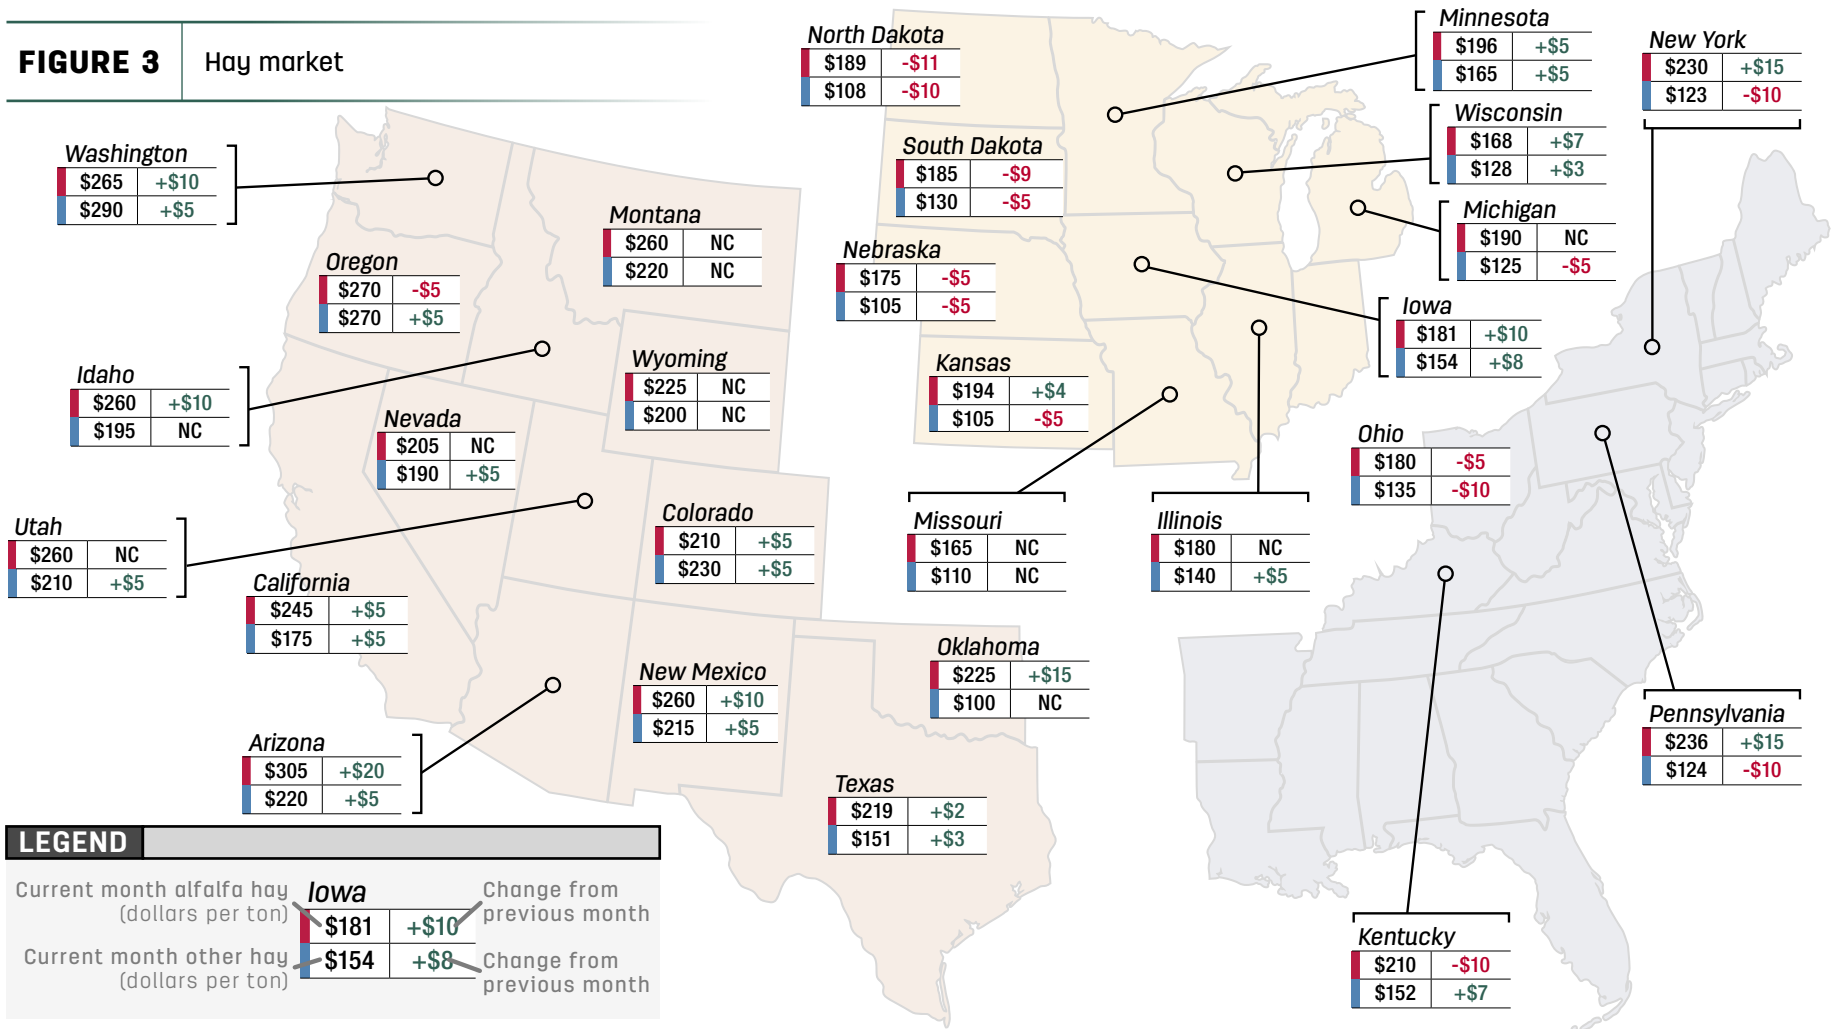 FIGURE 3
Hay market
Washington
$265 +$10
$290 +$5
Oregon
$270 -$5
$270 +$5
Idaho
$260 +$10
$195 NC
Nevada
$205 NC
$190 +$5
Utah
$260 NC
$210 +$5
California
$245 +$5
$175 +$5
Arizona
$305 +$20
$220 +$5
Montana
$260 NC
$220 NC
Wyoming
$225 NC
$200 NC
Colorado
$210 +$5
$230 +$5
New Mexico
$260 +$10
$215 +$5
Texas
$219 +$2
$151 +$3
Oklahoma
$225 +$15
$100 NC
North Dakota
$189 -$11
$108 -$10
South Dakota
$185 -$9
$130 -$5
Nebraska
$175 -$5
$105 -$5
Kansas
$194 +$4
$105 -$5
Missouri
$165 NC
$110 NC
Illinois
$180 NC
$140 +$5
Minnesota
$196 +$5
$165 +$5
Wisconsin
$168 +$7
$128 +$3
Michigan
$190 NC
$125 -$5
Iowa
$181 +$10
$154 +$8
Ohio
$180 -$5
$135 -$10
New York
$230 +$15
$123 -$10
Pennsylvania
$236 +$15
$124 -$10
Kentucky
$210 -$10
$152 +$7
LEGEND
Current month alfalfa hay
(dollars per ton)
Current month other hay
(dollars per ton)
Iowa
$181 +$10
$154 +$8
Change from
previous month
Change from
previous month